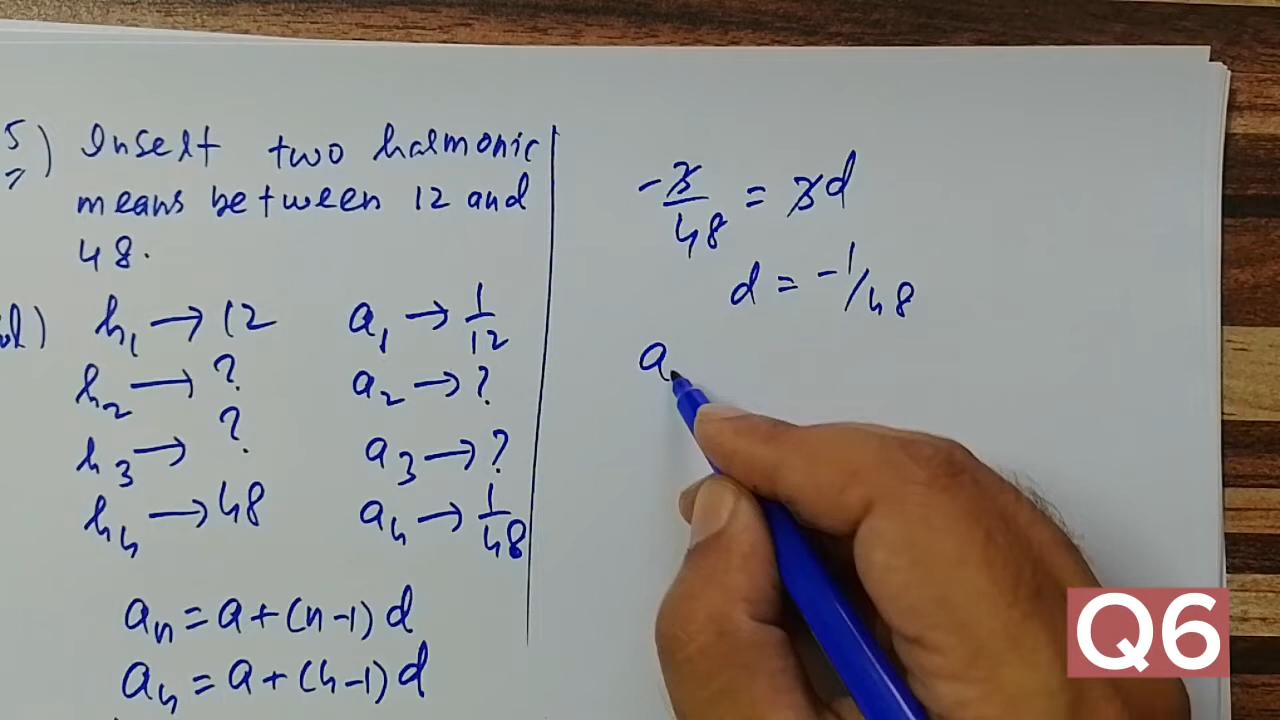 5) Insert two harmonic
means between 12 and
48.
h1 → 12 a1 → 1/12
h2 → ? a2 → ?
h3 → ? a3 → ?
h4 → 48 a4 → 1/48
an = a + (n-1) d
a4 = a + (4-1) d
-3/48 = 3d
d = -1/48
a
Q6